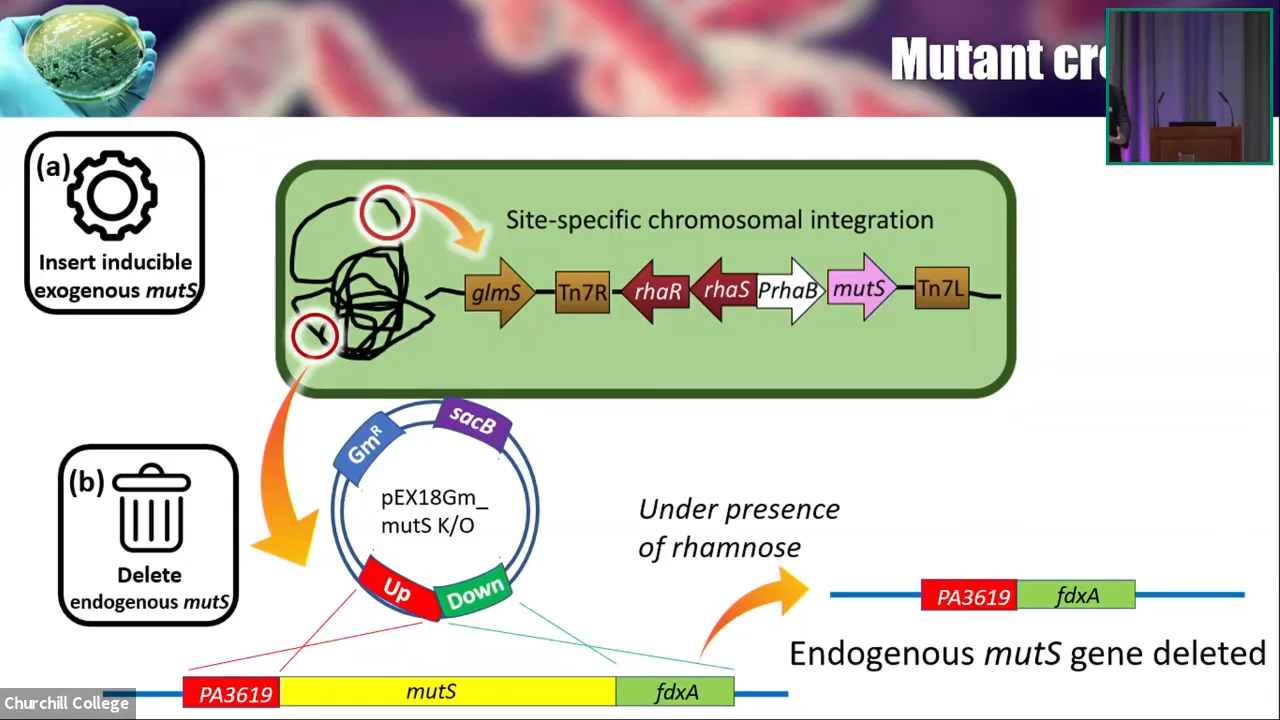 Mutant cre
(a)
Insert inducible
exogenous mutS
Site-specific chromosomal integration
glmS Tn7R rhaR rhaS PrhaB mutS Tn7L
(b)
Delete
endogenous mutS
GmR
sacB
pEX18Gm_
mutS K/O
Up
Down
Under presence
of rhamnose
PA3619 fdxA
Endogenous mutS gene deleted
PA3619 mutS fdxA
Churchill College